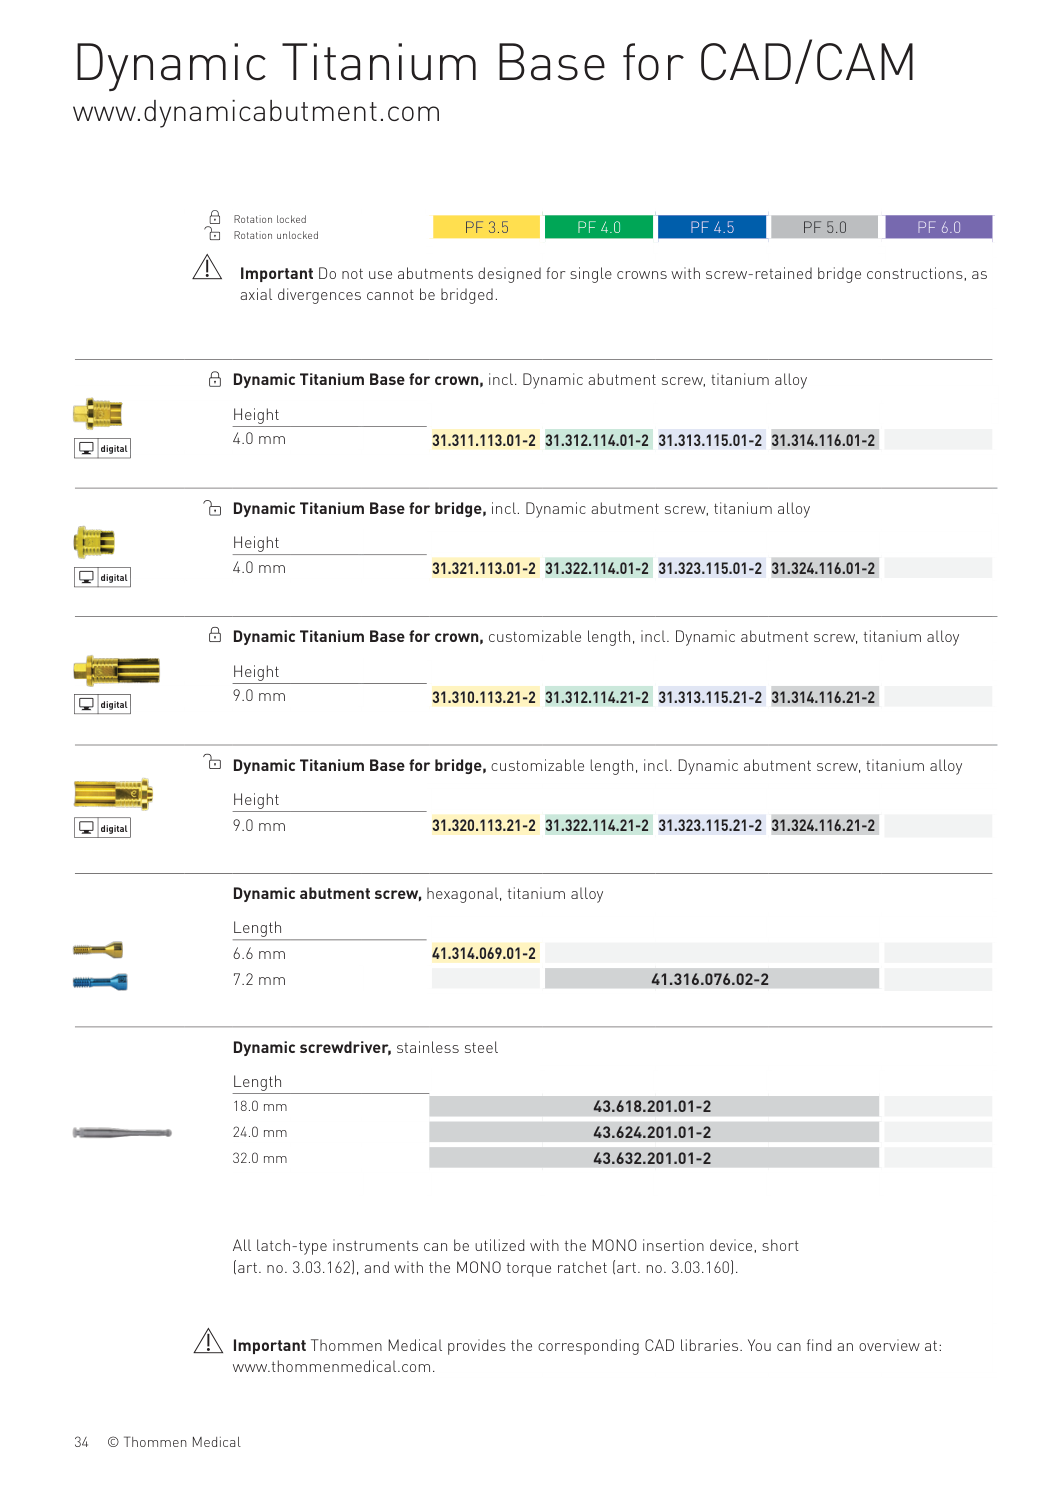 Dynamic Titanium Base for CAD/CAM
www.dynamicabutment.com
Rotation locked
Rotation unlocked
PF 3.5 PF 4.0 PF 4.5 PF 5.0 PF 6.0
Important Do not use abutments designed for single crowns with screw-retained bridge constructions, as
axial divergences cannot be bridged.
Dynamic Titanium Base for crown, incl. Dynamic abutment screw, titanium alloy
Height
4.0 mm 31.311.113.01-2 31.312.114.01-2 31.313.115.01-2 31.314.116.01-2
digital
Dynamic Titanium Base for bridge, incl. Dynamic abutment screw, titanium alloy
Height
4.0 mm 31.321.113.01-2 31.322.114.01-2 31.323.115.01-2 31.324.116.01-2
digital
Dynamic Titanium Base for crown, customizable length, incl. Dynamic abutment screw, titanium alloy
Height
9.0 mm 31.310.113.21-2 31.312.114.21-2 31.313.115.21-2 31.314.116.21-2
digital
Dynamic Titanium Base for bridge, customizable length, incl. Dynamic abutment screw, titanium alloy
Height
9.0 mm 31.320.113.21-2 31.322.114.21-2 31.323.115.21-2 31.324.116.21-2
digital
Dynamic abutment screw, hexagonal, titanium alloy
Length
6.6 mm 41.314.069.01-2
7.2 mm 41.316.076.02-2
Dynamic screwdriver, stainless steel
Length
18.0 mm 43.618.201.01-2
24.0 mm 43.624.201.01-2
32.0 mm 43.632.201.01-2
All latch-type instruments can be utilized with the MONO insertion device, short
(art. no. 3.03.162), and with the MONO torque ratchet (art. no. 3.03.160).
Important Thommen Medical provides the corresponding CAD libraries. You can find an overview at:
www.thommenmedical.com.
34 © Thommen Medical